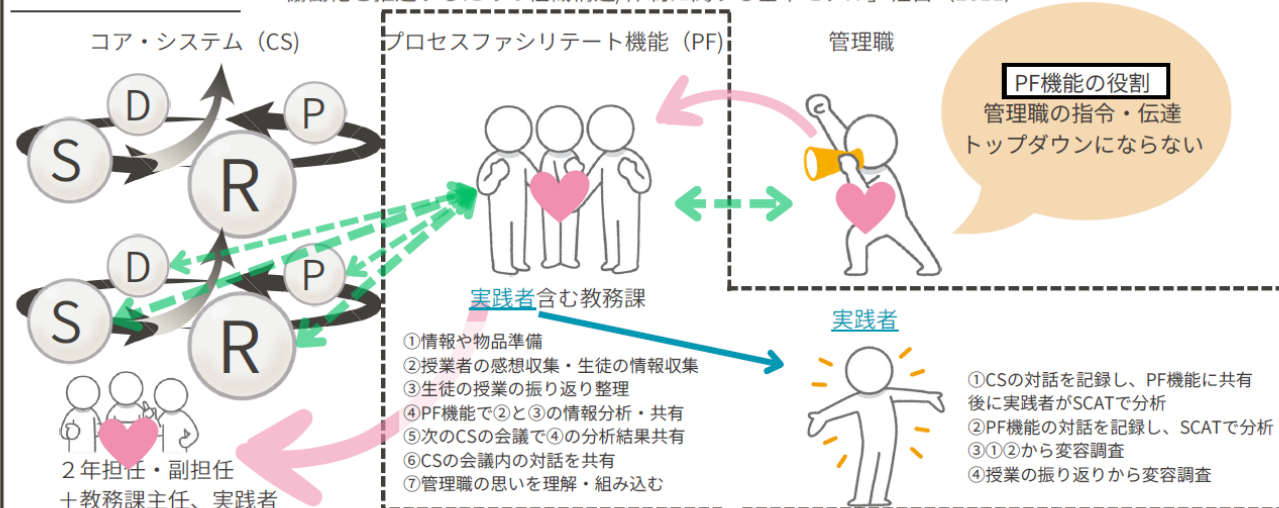 コア・システム（CS）
プロセスファシリテート機能（PF）
管理職
D
P
S
R
D
P
S
R
PF機能の役割
管理職の指令・伝達
トップダウンにならない
実践者含む教務課
①情報や物品準備
②授業者の感想収集・生徒の情報収集
③生徒の授業の振り返り整理
④PF機能で②と③の情報分析・共有
⑤次のCSの会議で④の分析結果共有
⑥CSの会議内の対話を共有
⑦管理職の思いを理解・組み込む
実践者
①CSの対話を記録し、PF機能に共有
後に実践者がSCATで分析
②PF機能の対話を記録し、SCATで分析
③①②から変容調査
④授業の振り返りから変容調査
２年担任・副担任
＋教務課主任、実践者